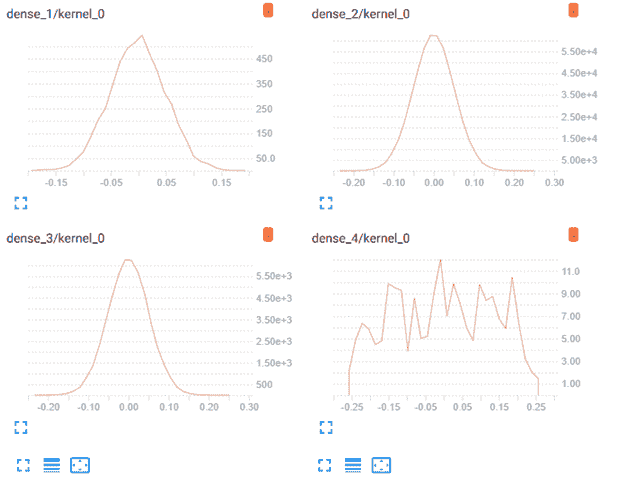 dense_1/kernel_0
450
350
250
150
50.0
-0.15 -0.05 0.05 0.15
dense_2/kernel_0
5.50e+4
4.50e+4
3.50e+4
2.50e+4
1.50e+4
5.00e+3
-0.20 -0.10 0.00 0.10 0.20 0.30
dense_3/kernel_0
5.50e+3
4.50e+3
3.50e+3
2.50e+3
1.50e+3
500
-0.20 -0.10 0.00 0.10 0.20 0.30
dense_4/kernel_0
11.0
9.00
7.00
5.00
3.00
1.00
-0.25 -0.15 -0.05 0.05 0.15 0.25